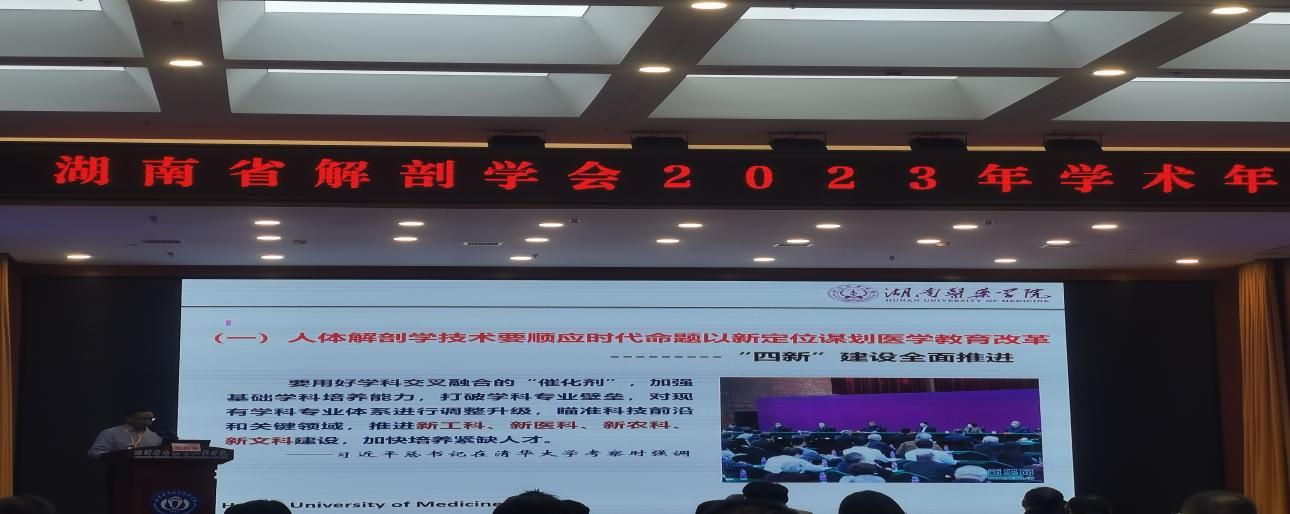 湖南省解剖学会2023年学术年
湖南医药学院
HUNAN UNIVERSITY OF MEDICINE
（一）人体解剖学技术要顺应时代命题以新定位谋划医学教育改革
---------“四新”建设全面推进
要用好学科交叉融合的“催化剂”，加强
基础学科培养能力，打破学科专业壁垒，对现
有学科专业体系进行调整升级，瞄准科技前沿
和关键领域，推进新工科、新医科、新农科、
新文科建设，加快培养紧缺人才。
——习近平总书记在清华大学考察时强调
University of Medicine